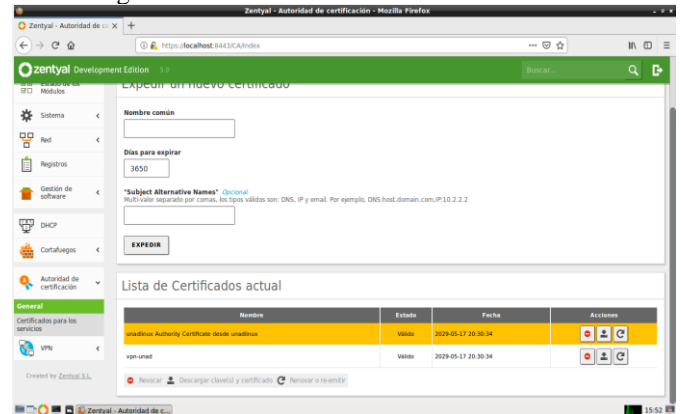 Zentyal - Autoridad de certificación - Mozilla Firefox
Zentyal - Autoridad de c
https://localhost:8443/CA/Index
zentyal Development Edition 5.0
Buscar...
Estado de los
Módulos
Sistema
Red
Registros
Gestión de
software
DHCP
Cortafuegos
Autoridad de
certificación
General
Certificados para los
servicios
VPN
Created by Zentyal S.L.
Expedir un nuevo certificado
Nombre común
Días para expirar
3650
"Subject Alternative Names" Opcional
Multi-valor separado por comas, los tipos válidos son: DNS, IP y email. Por ejemplo, DNS:host.domain.com,IP:10.2.2.2
EXPEDIR
Lista de Certificados actual
Nombre Estado Fecha Acciones
unadlinux Authority Certificate desde unadlinux Válido 2029-05-17 20:30:34
vpn-unad Válido 2029-05-17 20:30:34
Revocar Descargar clave(s) y certificado Renovar o re-emitir
Zentyal - Autoridad de c...
15:52